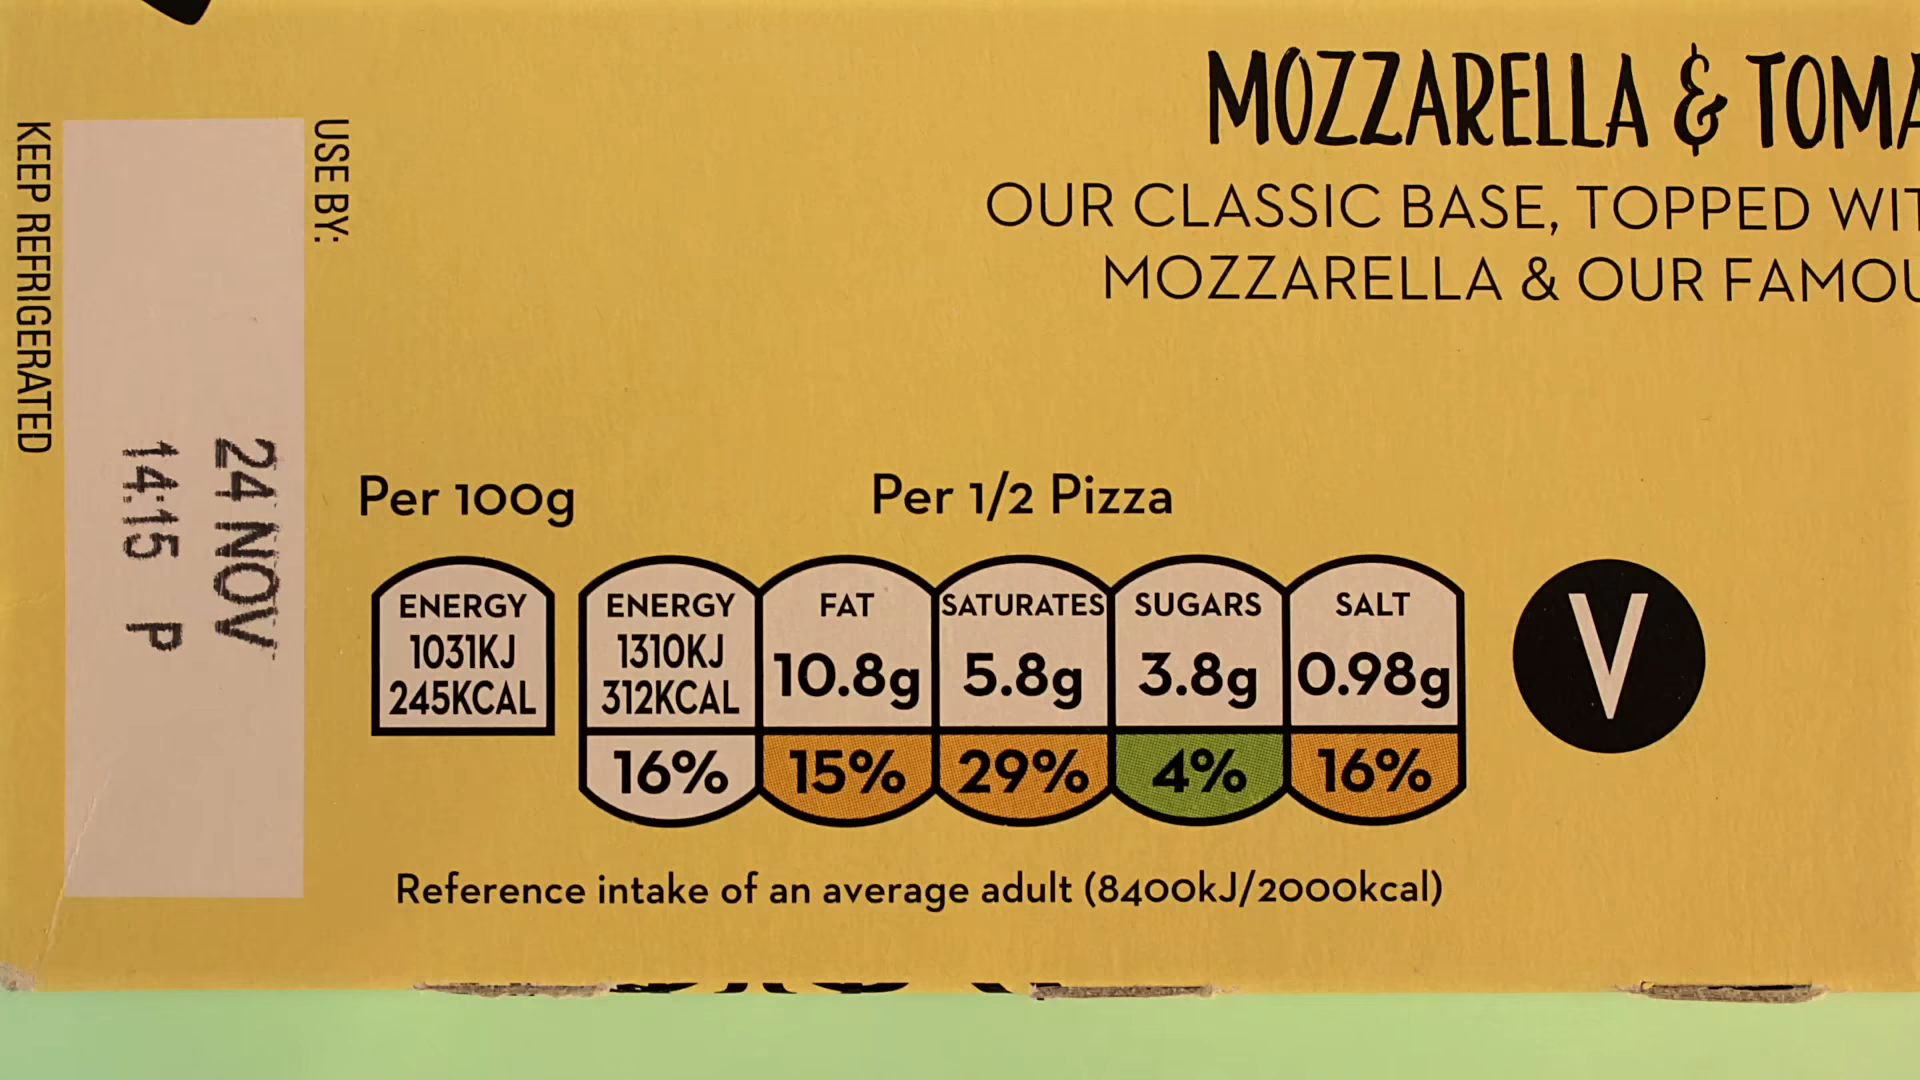 KEEP REFRIGERATED
USE BY:
24 NOV
14:15 P
MOZZARELLA & TOMA
OUR CLASSIC BASE, TOPPED WIT
MOZZARELLA & OUR FAMOU
Per 100g
Per 1/2 Pizza
ENERGY
1031KJ
245KCAL
ENERGY
1310KJ
312KCAL
16%
FAT
10.8g
15%
SATURATES
5.8g
29%
SUGARS
3.8g
4%
SALT
0.98g
16%
V
Reference intake of an average adult (8400kJ/2000kcal)